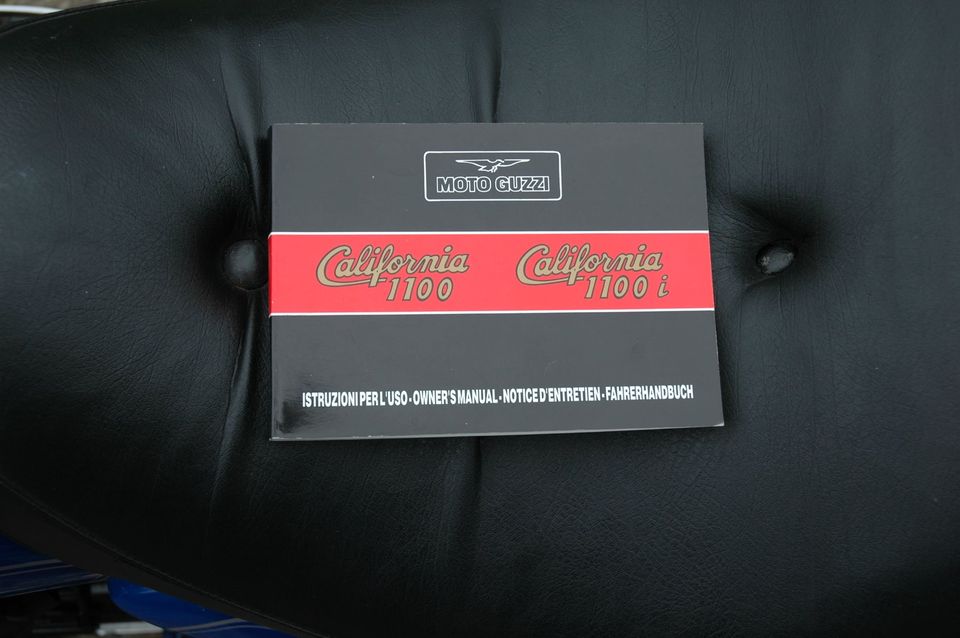 MOTO GUZZI
California 1100
California 1100 i
ISTRUZIONI PER L'USO - OWNER'S MANUAL - NOTICE D'ENTRETIEN - FAHRERHANDBUCH